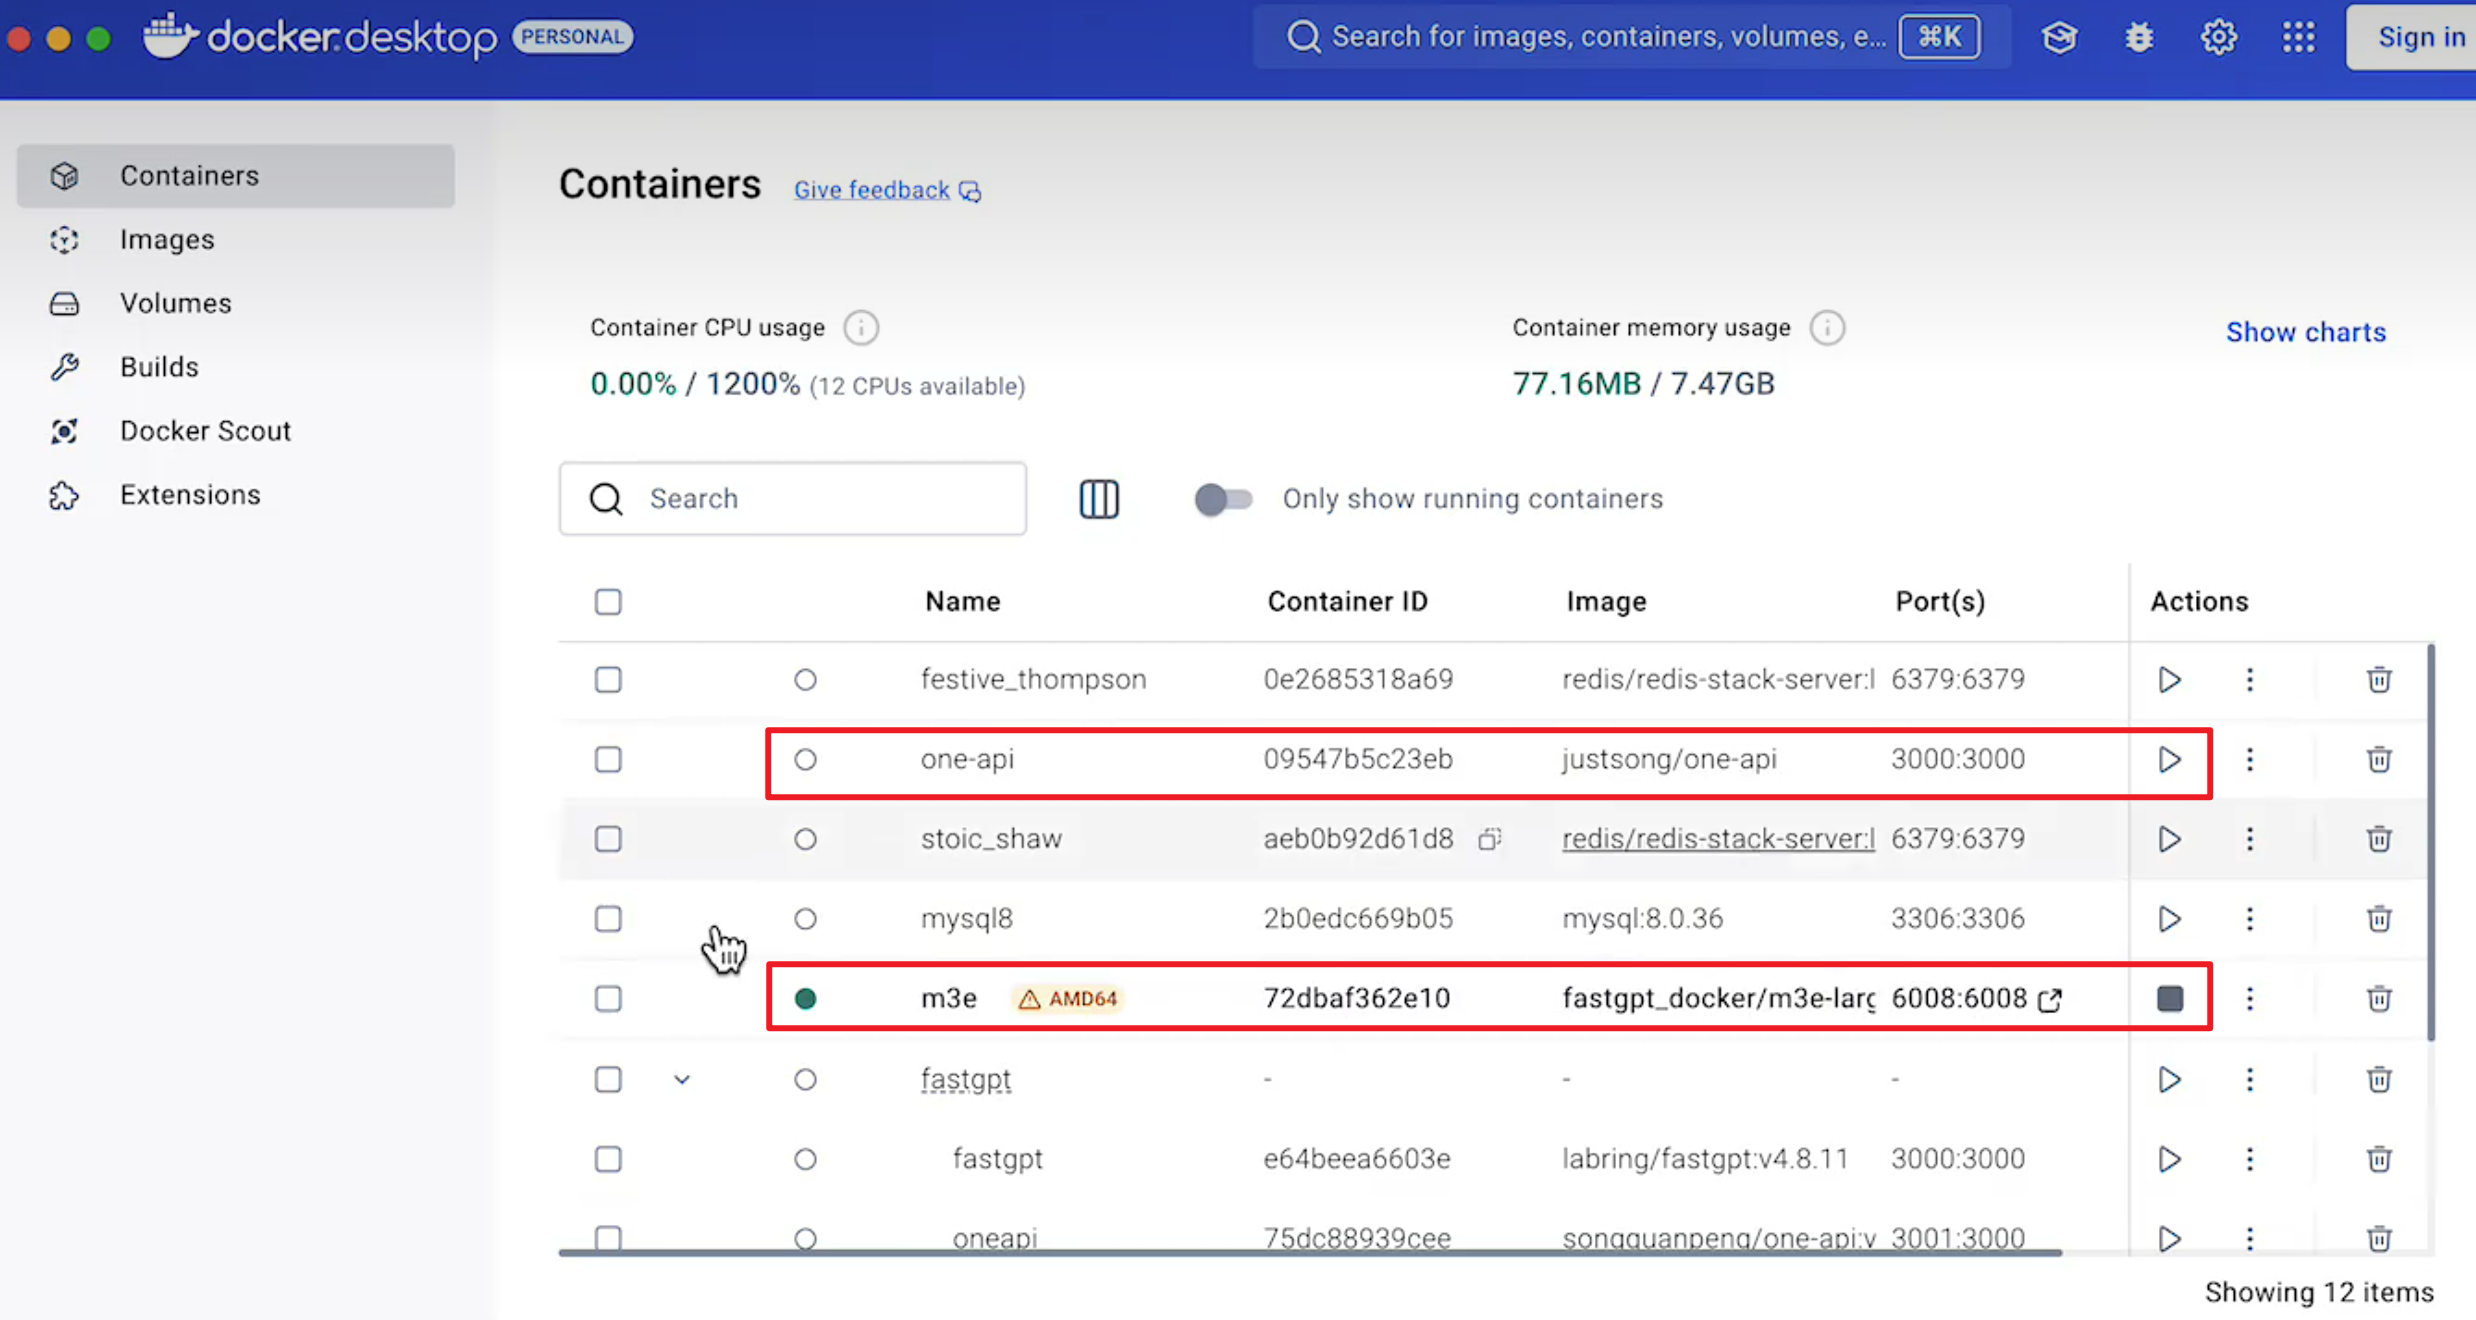 docker.desktop PERSONAL
Search for images, containers, volumes, e... ⌘K
Sign in
Containers
Images
Volumes
Builds
Docker Scout
Extensions
Containers Give feedback
Container CPU usage
0.00% / 1200% (12 CPUs available)
Container memory usage
77.16MB / 7.47GB
Show charts
Search
Only show running containers
Name Container ID Image Port(s) Actions
festive_thompson 0e2685318a69 redis/redis-stack-server:l 6379:6379
one-api 09547b5c23eb justsong/one-api 3000:3000
stoic_shaw aeb0b92d61d8 redis/redis-stack-server:l 6379:6379
mysql8 2b0edc669b05 mysql:8.0.36 3306:3306
m3e AMD64 72dbaf362e10 fastgpt_docker/m3e-larg 6008:6008
fastgpt - - -
fastgpt e64beea6603e labring/fastgpt:v4.8.11 3000:3000
oneapi 75dc88939cee songquanpeng/one-api:v 3001:3000
Showing 12 items